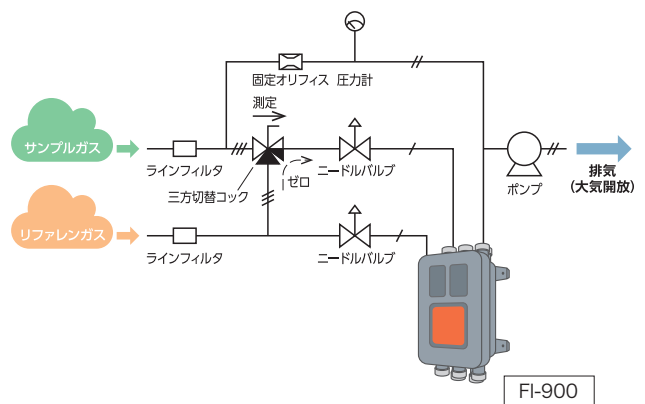 固定オリフィス
圧力計
測定
サンプルガス
排気
(大気開放)
ラインフィルタ
ゼロ
ニードルバルブ
ポンプ
三方切替コック
リファレンガス
ラインフィルタ
ニードルバルブ
FI-900